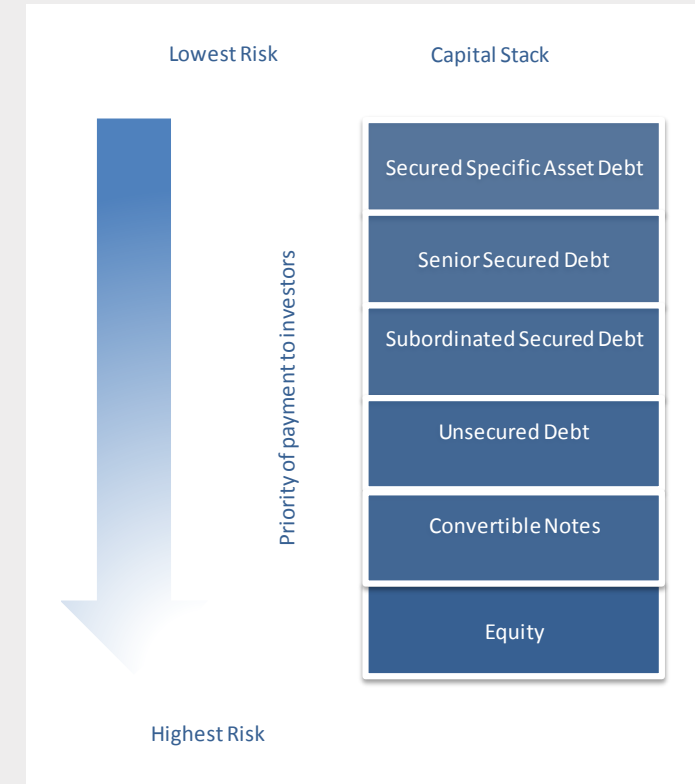 Lowest Risk
Capital Stack
Secured Specific Asset Debt
Senior Secured Debt
Subordinated Secured Debt
Priority of payment to investors
Unsecured Debt
Convertible Notes
Equity
Highest Risk